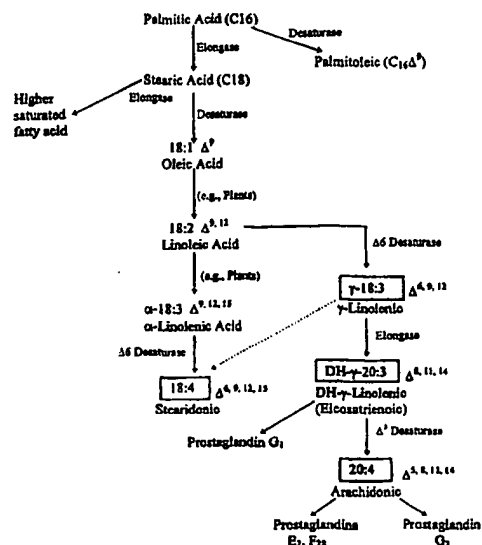 Palmitic Acid (C16)
Elongase
Desaturase
Palmitoleic (C₁₆Δ⁹)
Stearic Acid (C18)
Elongase
Higher
saturated
fatty acid
Desaturase
18:1 Δ⁹
Oleic Acid
(e.g., Plants)
18:2 Δ⁹,¹²
Linoleic Acid
Δ6 Desaturase
(e.g., Plants)
γ-18:3 Δ⁶,⁹,¹²
γ-Linolenic
α-18:3 Δ⁹,¹²,¹⁵
α-Linolenic Acid
Elongase
Δ6 Desaturase
DH-γ-20:3 Δ⁸,¹¹,¹⁴
DH-γ-Linolenic
(Eicosatrienoic)
18:4 Δ⁶,⁹,¹²,¹⁵
Stearidonic
Prostaglandin G₁
Δ⁵ Desaturase
20:4 Δ⁵,⁸,¹¹,¹⁴
Arachidonic
Prostaglandins
Prostaglandin